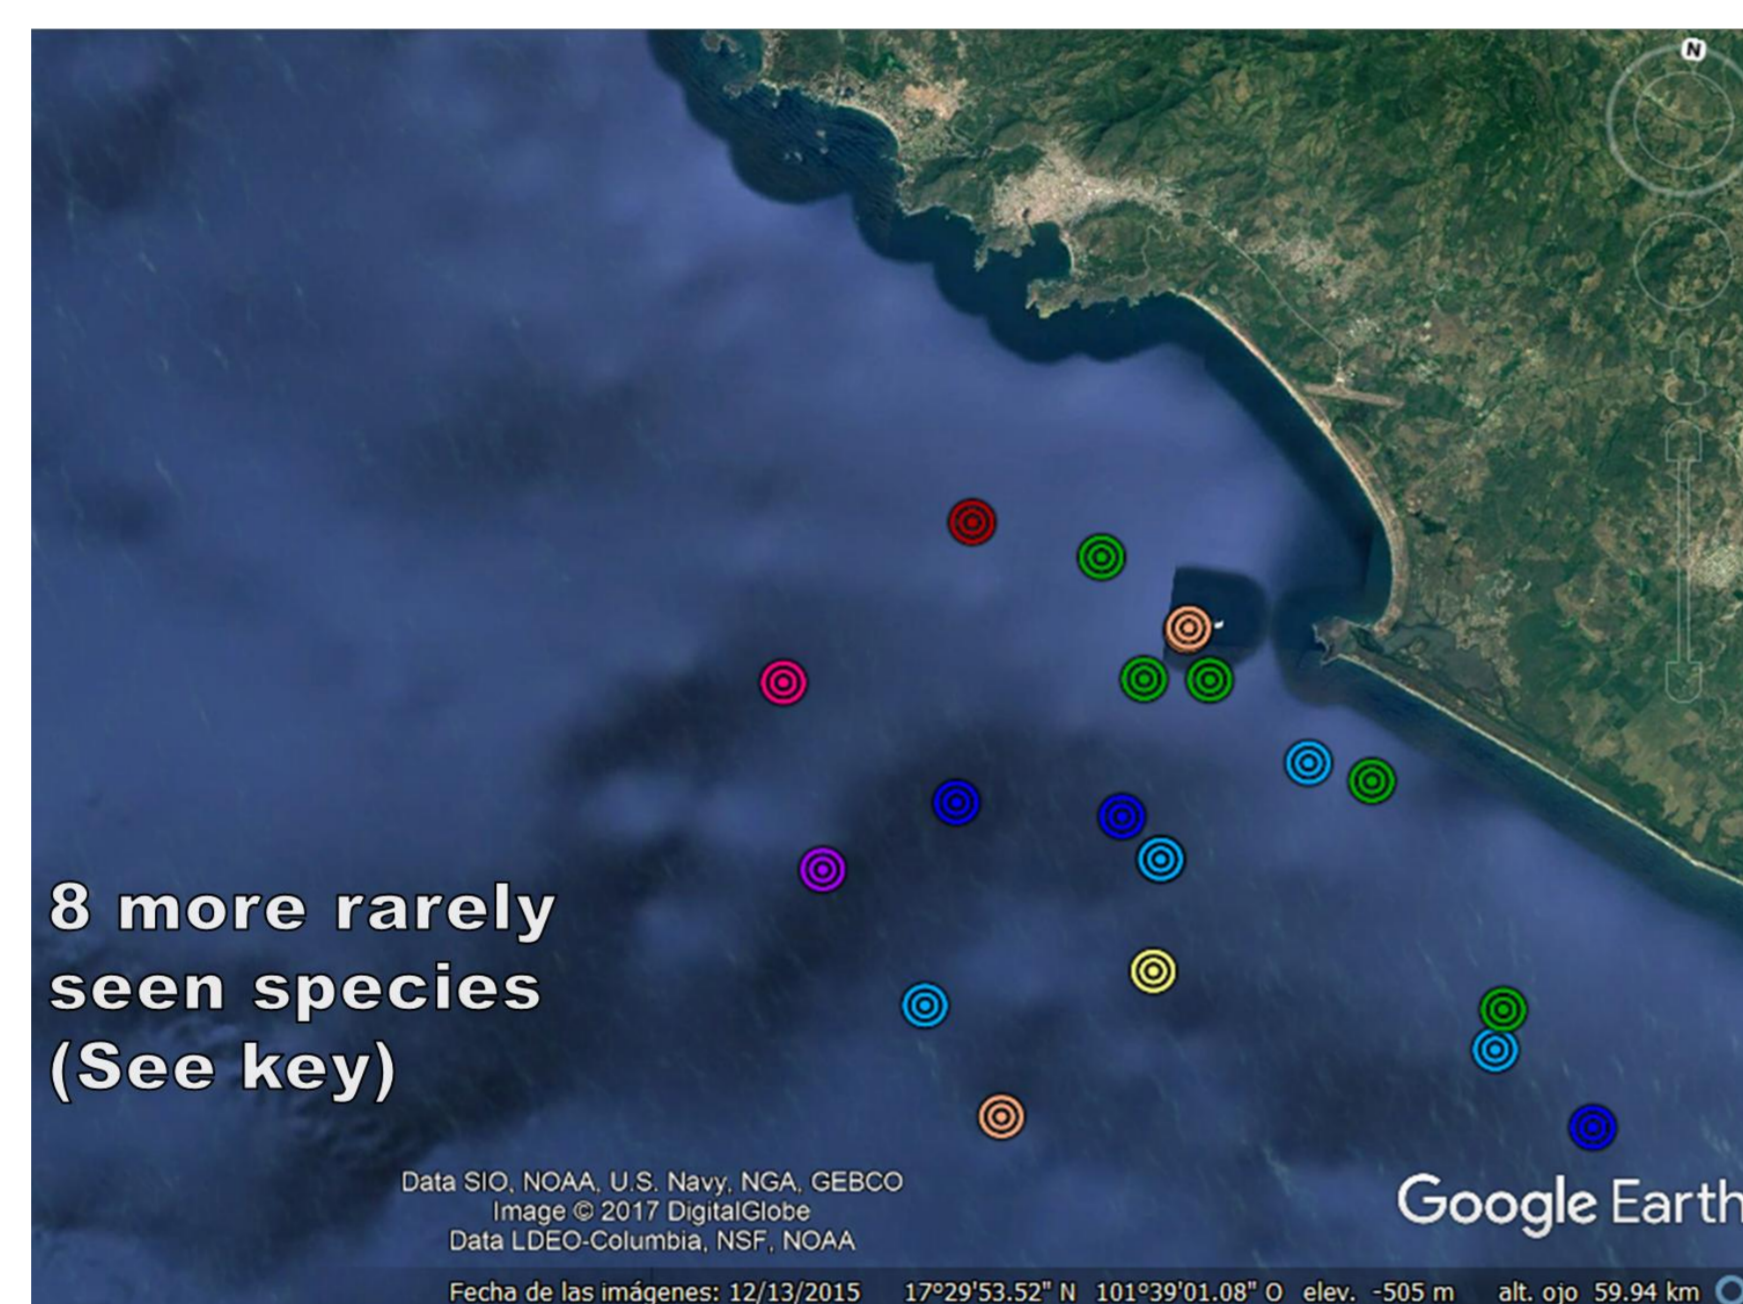 N
8 more rarely
seen species
(See key)
Data SIO, NOAA, U.S. Navy, NGA, GEBCO
Image © 2017 DigitalGlobe
Data LDEO-Columbia, NSF, NOAA
Google Earth
Fecha de las imágenes: 12/13/2015 17°29'53.52" N 101°39'01.08" O elev. -505 m alt. ojo 59.94 km